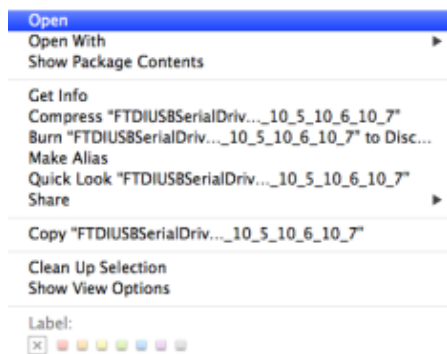 Open
Open With
Show Package Contents
Get Info
Compress "FTDIUSBSerialDriv..._10_5_10_6_10_7"
Burn "FTDIUSBSerialDriv..._10_5_10_6_10_7" to Disc...
Make Alias
Quick Look "FTDIUSBSerialDriv..._10_5_10_6_10_7"
Share
Copy "FTDIUSBSerialDriv..._10_5_10_6_10_7"
Clean Up Selection
Show View Options
Label: